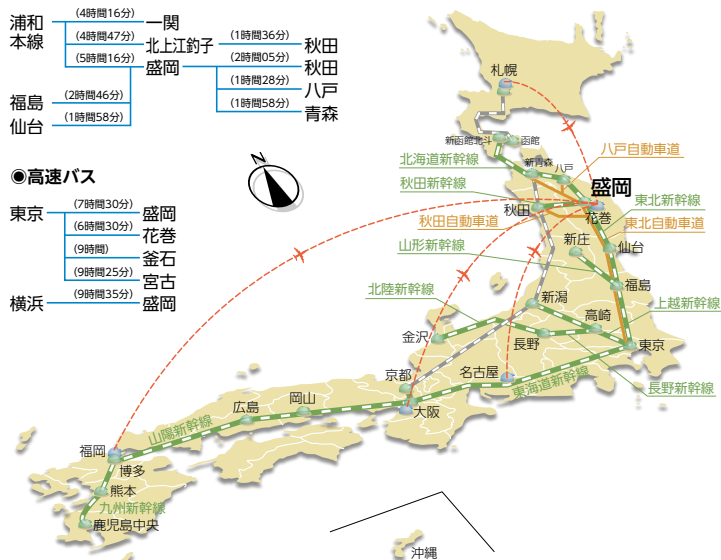 浦和
本線
(4時間16分)
一関
(4時間47分)
北上江釣子
(1時間36分)
秋田
(5時間16分)
盛岡
(2時間05分)
秋田
(1時間28分)
八戸
(1時間58分)
青森
福島
(2時間46分)
仙台
(1時間58分)
◉高速バス
東京
(7時間30分)
盛岡
(6時間30分)
花巻
(9時間)
釜石
(9時間25分)
宮古
横浜
(9時間35分)
盛岡
N
札幌
新函館北斗
函館
北海道新幹線
新青森
八戸
八戸自動車道
秋田新幹線
盛岡
秋田
花巻
東北新幹線
秋田自動車道
東北自動車道
新庄
仙台
山形新幹線
福島
北陸新幹線
新潟
上越新幹線
高崎
金沢
長野
東京
京都
名古屋
東海道新幹線
長野新幹線
大阪
岡山
広島
山陽新幹線
福岡
博多
熊本
九州新幹線
鹿児島中央
沖縄